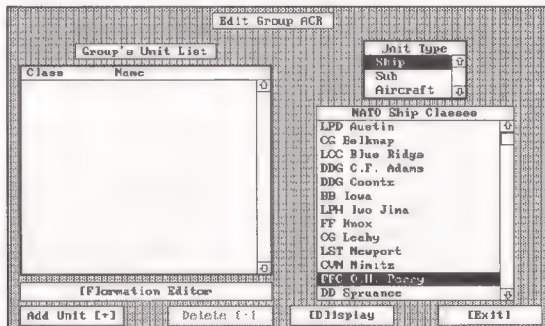 Edit Group ACR
Group's Unit List
Class Name
Unit Type
Ship
Sub
Aircraft
NATO Ship Classes
LPD Austin
CG Belknap
LCC Blue Ridge
DDG C.F. Adams
DDG Coontz
BB Iowa
LPH Iwo Jima
FF Knox
CG Leahy
LST Newport
CVN Nimitz
FFG O.H. Perry
DD Spruance
[F]ormation Editor
Add Unit [+]
Delete [-]
[D]isplay
[Exit]